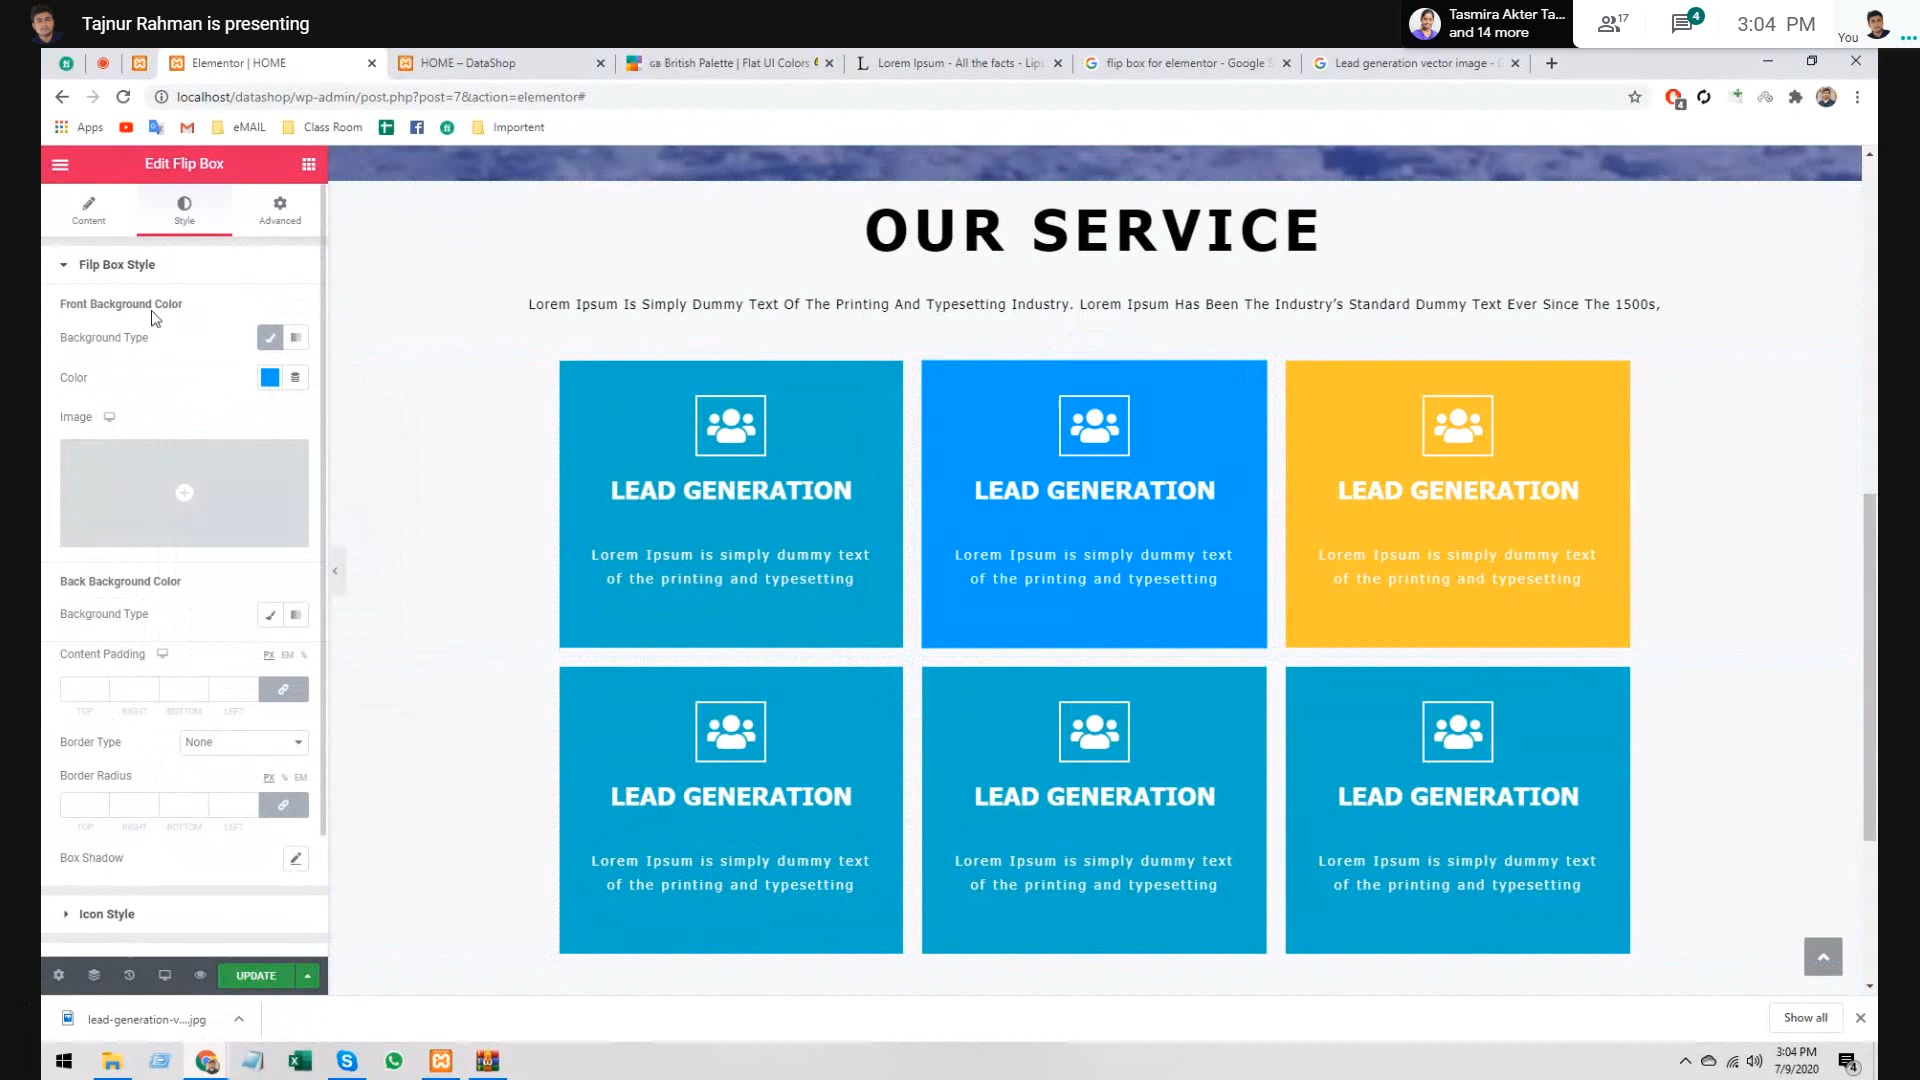 Tajnur Rahman is presenting
Tasmira Akter Ta...
and 14 more
17
4
3:04 PM
You
Elementor | HOME
HOME – DataShop
GB British Palette | Flat UI Colors
Lorem Ipsum - All the facts - Lips
flip box for elementor - Google S
Lead generation vector image - G
localhost/datashop/wp-admin/post.php?post=7&action=elementor#
4
Apps
eMAIL
Class Room
Importent
Edit Flip Box
Content
Style
Advanced
Filp Box Style
Front Background Color
Background Type
Color
Image
Back Background Color
Background Type
Content Padding
PX EM %
TOP RIGHT BOTTOM LEFT
Border Type
None
Border Radius
PX % EM
TOP RIGHT BOTTOM LEFT
Box Shadow
Icon Style
UPDATE
OUR SERVICE
Lorem Ipsum Is Simply Dummy Text Of The Printing And Typesetting Industry. Lorem Ipsum Has Been The Industry's Standard Dummy Text Ever Since The 1500s,
LEAD GENERATION
Lorem Ipsum is simply dummy text
of the printing and typesetting
LEAD GENERATION
Lorem Ipsum is simply dummy text
of the printing and typesetting
LEAD GENERATION
Lorem Ipsum is simply dummy text
of the printing and typesetting
LEAD GENERATION
Lorem Ipsum is simply dummy text
of the printing and typesetting
LEAD GENERATION
Lorem Ipsum is simply dummy text
of the printing and typesetting
LEAD GENERATION
Lorem Ipsum is simply dummy text
of the printing and typesetting
lead-generation-v....jpg
Show all
3:04 PM
7/9/2020
4